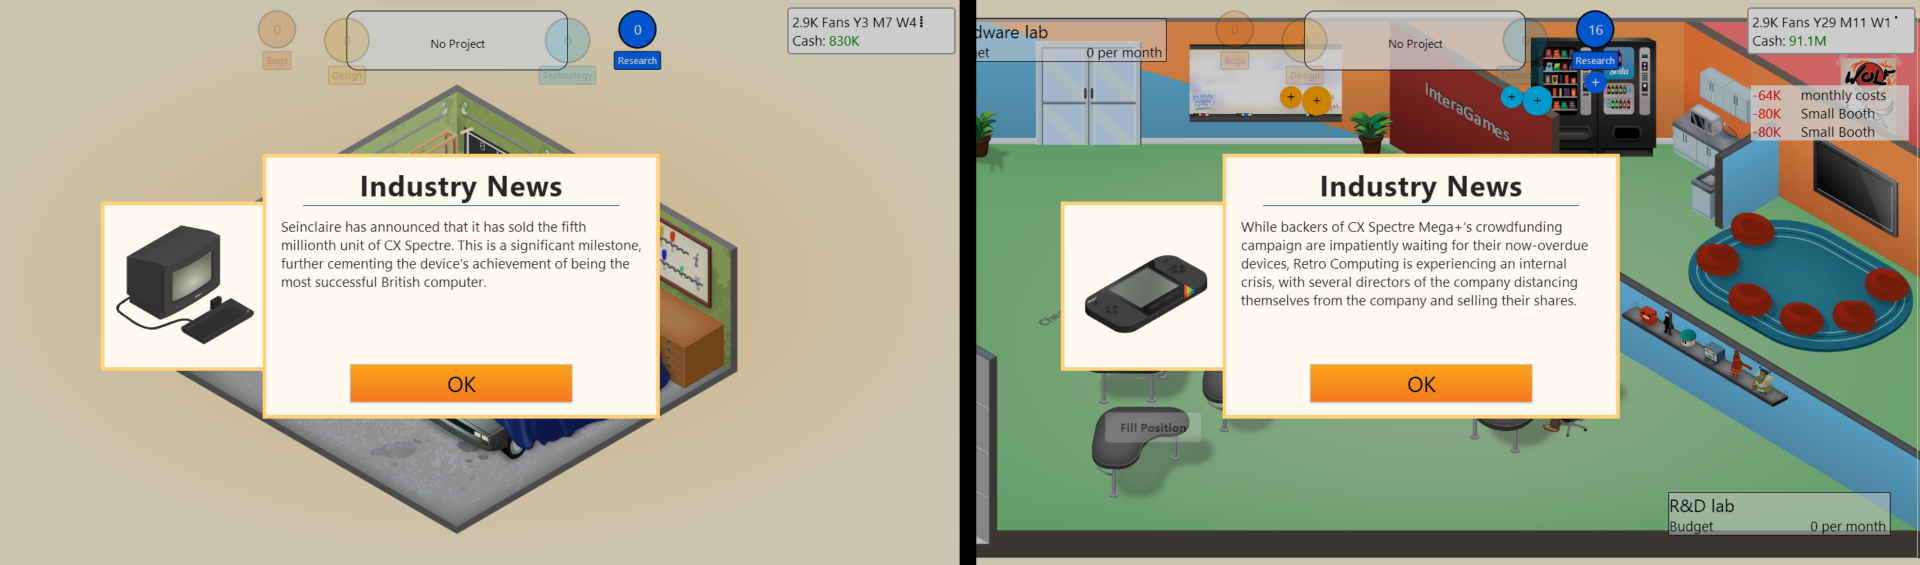 0
Bugs
0
Design
No Project
0
Technology
0
Research
2.9K Fans Y3 M7 W4
Cash: 830K
Industry News
Seinclaire has announced that it has sold the fifth
millionth unit of CX Spectre. This is a significant milestone,
further cementing the device's achievement of being the
most successful British computer.
OK
dware lab
et 0 per month
0
Bugs
Design
No Project
Techno
16
Research
2.9K Fans Y29 M11 W1
Cash: 91.1M
WOLF
-64K monthly costs
-80K Small Booth
-80K Small Booth
Soda
InteraGames
Industry News
While backers of CX Spectre Mega+'s crowdfunding
campaign are impatiently waiting for their now-overdue
devices, Retro Computing is experiencing an internal
crisis, with several directors of the company distancing
themselves from the company and selling their shares.
OK
Fill Position
R&D lab
Budget 0 per month